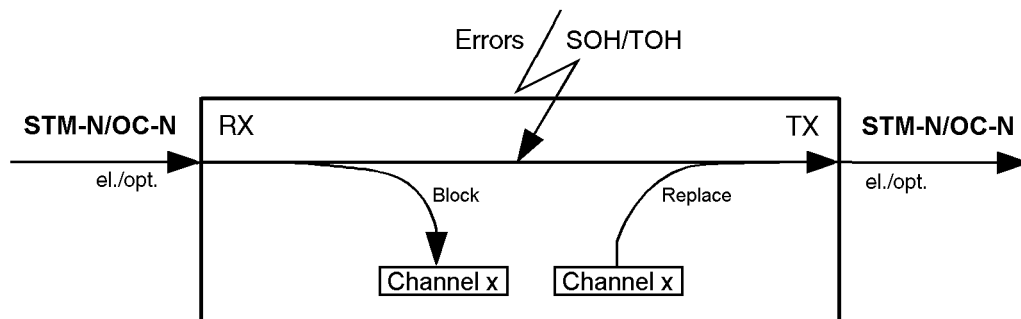 Errors SOH/TOH
STM-N/OC-N RX TX STM-N/OC-N
el./opt. el./opt.
Block Replace
Channel x Channel x